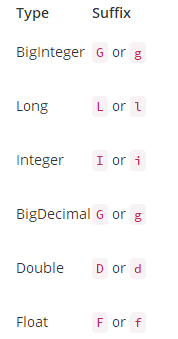 Type Suffix
BigInteger G or g
Long L or l
Integer I or i
BigDecimal G or g
Double D or d
Float F or f